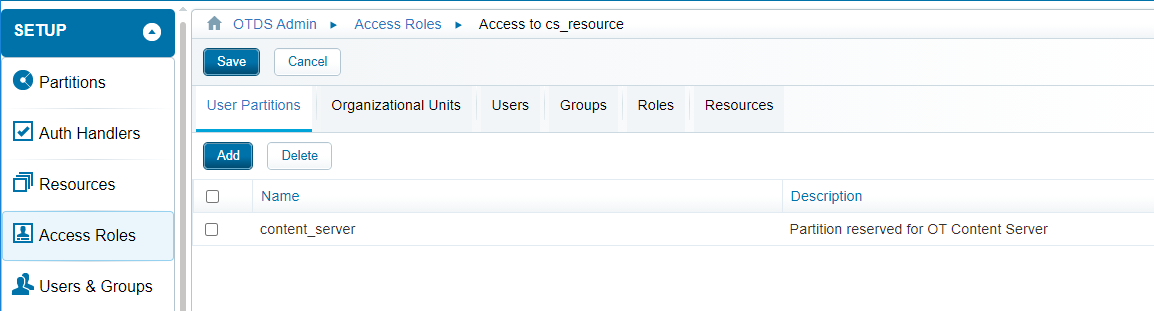 SETUP
Partitions
Auth Handlers
Resources
Access Roles
Users & Groups
OTDS Admin Access Roles Access to cs_resource
Save Cancel
User Partitions Organizational Units Users Groups Roles Resources
Add Delete
Name Description
content_server Partition reserved for OT Content Server